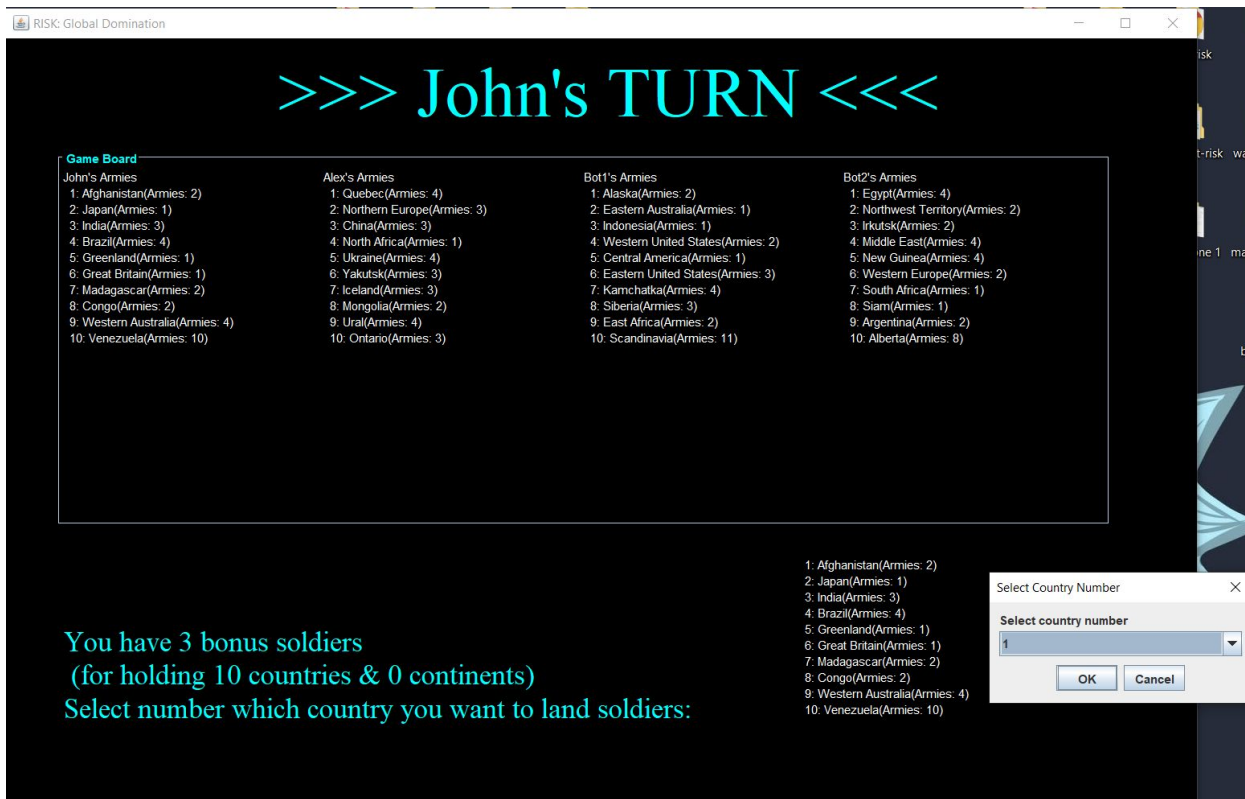 RISK: Global Domination
>>> John's TURN <<<
Game Board
John's Armies
1: Afghanistan(Armies: 2)
2: Japan(Armies: 1)
3: India(Armies: 3)
4: Brazil(Armies: 4)
5: Greenland(Armies: 1)
6: Great Britain(Armies: 1)
7: Madagascar(Armies: 2)
8: Congo(Armies: 2)
9: Western Australia(Armies: 4)
10: Venezuela(Armies: 10)
Alex's Armies
1: Quebec(Armies: 4)
2: Northern Europe(Armies: 3)
3: China(Armies: 3)
4: North Africa(Armies: 1)
5: Ukraine(Armies: 4)
6: Yakutsk(Armies: 3)
7: Iceland(Armies: 3)
8: Mongolia(Armies: 2)
9: Ural(Armies: 4)
10: Ontario(Armies: 3)
Bot1's Armies
1: Alaska(Armies: 2)
2: Eastern Australia(Armies: 1)
3: Indonesia(Armies: 1)
4: Western United States(Armies: 2)
5: Central America(Armies: 1)
6: Eastern United States(Armies: 3)
7: Kamchatka(Armies: 4)
8: Siberia(Armies: 3)
9: East Africa(Armies: 2)
10: Scandinavia(Armies: 11)
Bot2's Armies
1: Egypt(Armies: 4)
2: Northwest Territory(Armies: 2)
3: Irkutsk(Armies: 2)
4: Middle East(Armies: 4)
5: New Guinea(Armies: 4)
6: Western Europe(Armies: 2)
7: South Africa(Armies: 1)
8: Siam(Armies: 1)
9: Argentina(Armies: 2)
10: Alberta(Armies: 8)
You have 3 bonus soldiers
(for holding 10 countries & 0 continents)
Select number which country you want to land soldiers:
1: Afghanistan(Armies: 2)
2: Japan(Armies: 1)
3: India(Armies: 3)
4: Brazil(Armies: 4)
5: Greenland(Armies: 1)
6: Great Britain(Armies: 1)
7: Madagascar(Armies: 2)
8: Congo(Armies: 2)
9: Western Australia(Armies: 4)
10: Venezuela(Armies: 10)
Select Country Number
Select country number
1
OK Cancel